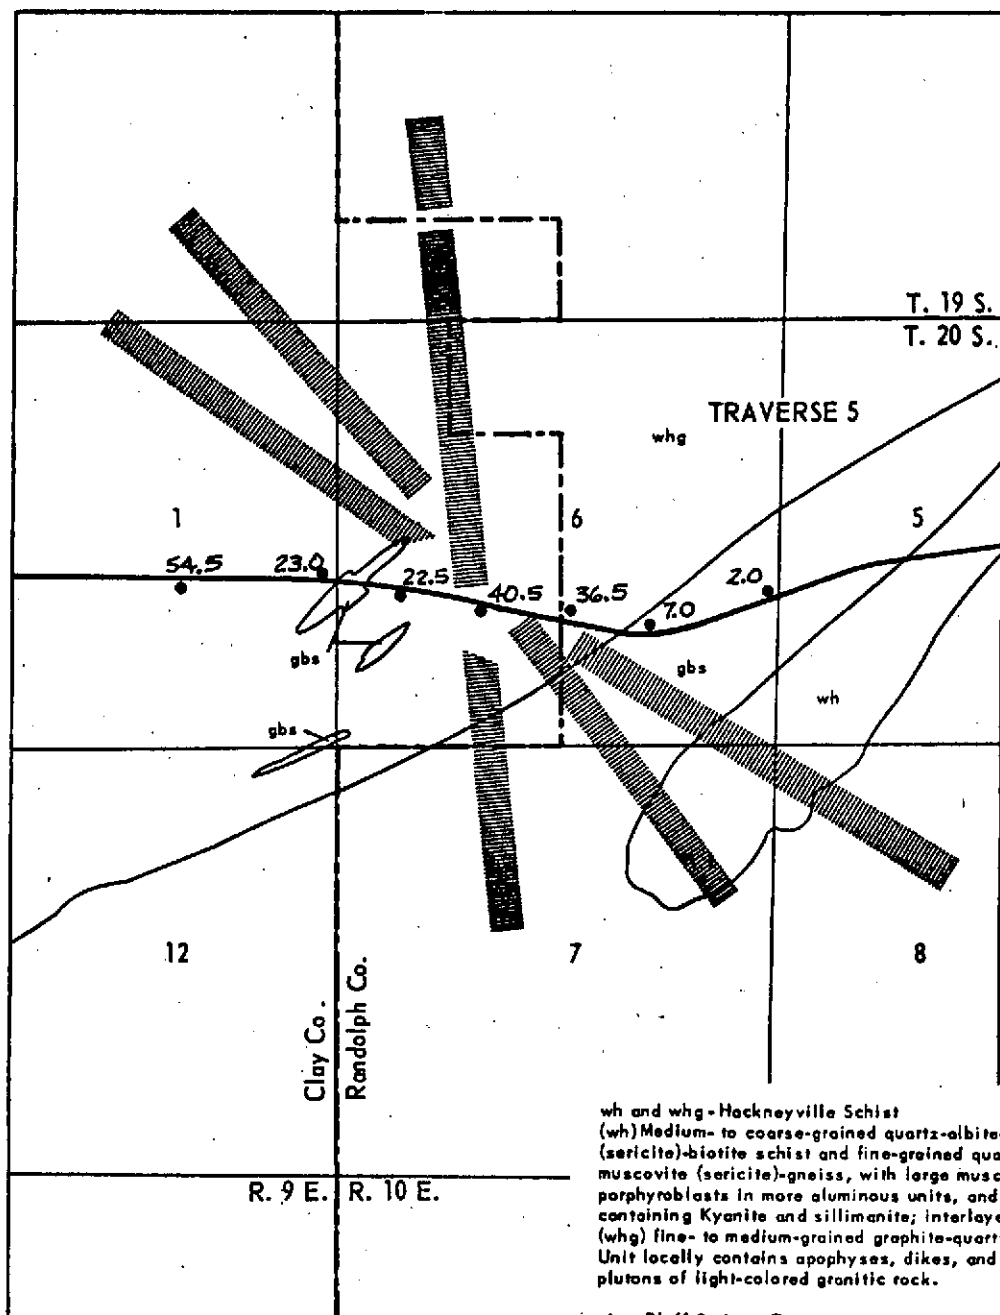 T. 19 S.
T. 20 S.
TRAVERSE 5
whg
1
6
5
54.5
23.0
22.5
40.5
36.5
7.0
2.0
gbs
gbs
wh
gbs
12
7
8
Clay Co.
Randolph Co.
R. 9 E.
R. 10 E.
wh and whg - Hackneyville Schist
(wh) Medium- to coarse-grained quartz-albite-
(sericite)-biotite schist and fine-grained
muscovite (sericite)-gneiss, with large
porphyroblasts in more aluminous units, and
containing Kyanite and sillimanite;
(whg) fine- to medium-grained graphite-
Unit locally contains apophyses, dikes, and
plutons of light-colored granitic rock.